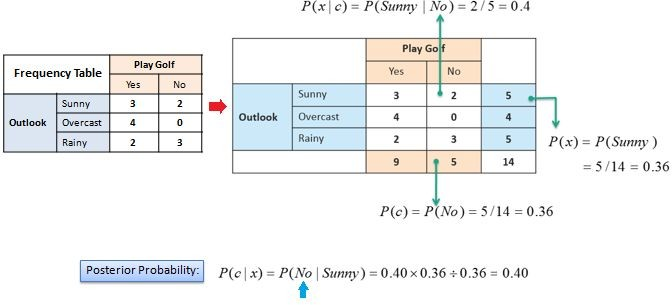 P(x|c) = P(Sunny | No) = 2/5 = 0.4
Frequency Table Play Golf
Yes No
Outlook Sunny 3 2
Overcast 4 0
Rainy 2 3
Play Golf
Yes No
Outlook Sunny 3 2 5
Overcast 4 0 4
Rainy 2 3 5
9 5 14
P(x) = P(Sunny)
= 5/14 = 0.36
P(c) = P(No) = 5/14 = 0.36
Posterior Probability: P(c|x) = P(No | Sunny) = 0.40 × 0.36 ÷ 0.36 = 0.40